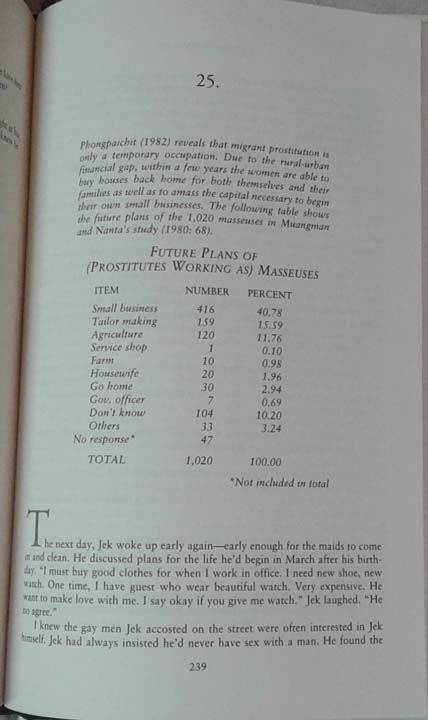 25.
Phongpaichit (1982) reveals that migrant prostitution is
only a temporary occupation. Due to the rural-urban
financial gap, within a few years the women are able to
buy houses back home for both themselves and their
families as well as to amass the capital necessary to begin
their own small businesses. The following table shows
the future plans of the 1,020 masseuses in Muangman
and Nanta's study (1980: 68).
FUTURE PLANS OF
(PROSTITUTES WORKING AS) MASSEUSES
ITEM NUMBER PERCENT
Small business 416 40.78
Tailor making 159 15.59
Agriculture 120 11.76
Service shop 1 0.10
Farm 10 0.98
Housewife 20 1.96
Go home 30 2.94
Gov. officer 7 0.69
Don't know 104 10.20
Others 33 3.24
No response* 47
TOTAL 1,020 100.00
*Not included in total
The next day, Jek woke up early again—early enough for the maids to come
in and clean. He discussed plans for the life he'd begin in March after his birth-
day. "I must buy good clothes for when I work in office. I need new shoe, new
watch. One time, I have guest who wear beautiful watch. Very expensive. He
want to make love with me. I say okay if you give me watch." Jek laughed. "He
no agree."
I knew the gay men Jek accosted on the street were often interested in Jek
himself. Jek had always insisted he'd never have sex with a man. He found the
239